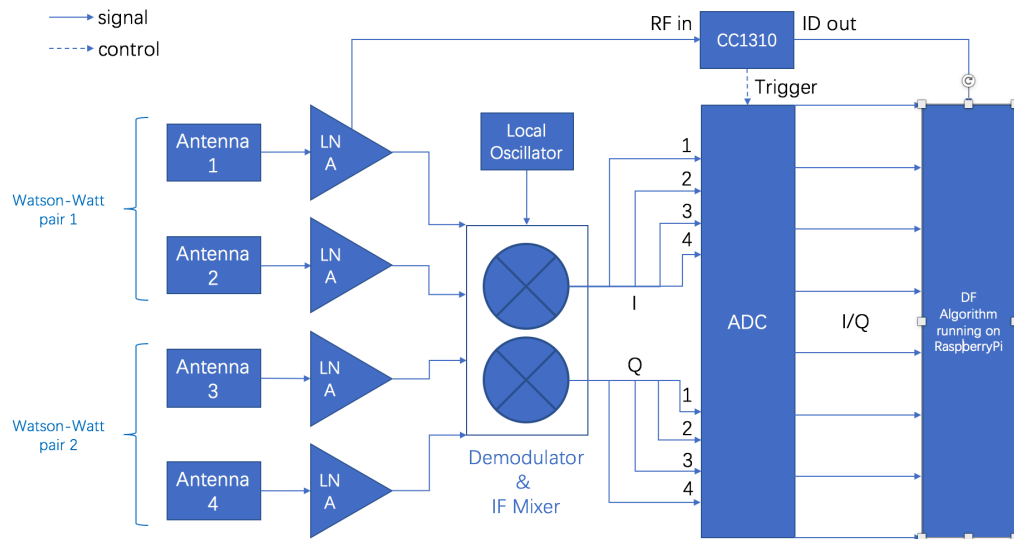 signal
control
RF in
CC1310
ID out
Trigger
Antenna
1
LN
A
Local
Oscillator
Watson-Watt
pair 1
Antenna
2
LN
A
1
2
3
4
I
ADC
I/Q
DF
Algorithm
running on
RaspberryPi
Watson-Watt
pair 2
Antenna
3
LN
A
Q
1
2
3
4
Antenna
4
LN
A
Demodulator
&
IF Mixer